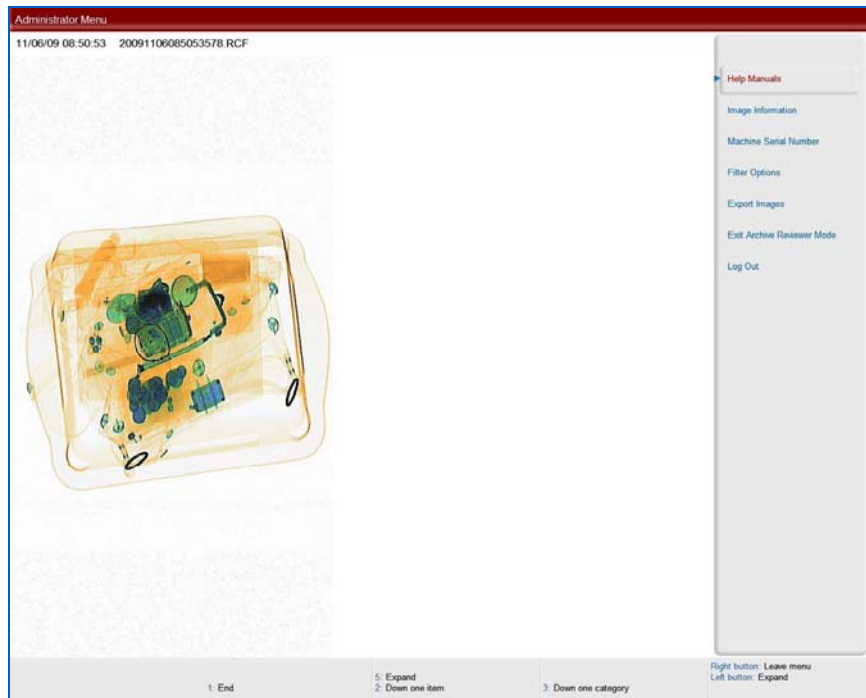 Administrator Menu
11/06/09 08:50:53 20091106085053578.RCF
Help Manuals
Image Information
Machine Serial Number
Filter Options
Export Images
Exit Archive Reviewer Mode
Log Out
1: End
5: Expand
2: Down one item
3: Down one category
Right button: Leave menu
Left button: Expand